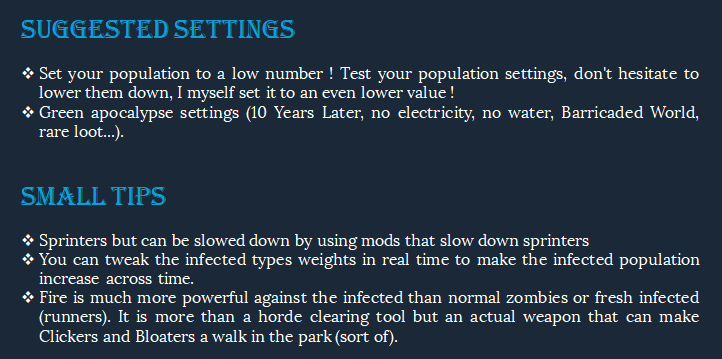 SUGGESTED SETTINGS
❖ Set your population to a low number ! Test your population settings, don't hesitate to
lower them down, I myself set it to an even lower value !
❖ Green apocalypse settings (10 Years Later, no electricity, no water, Barricaded World,
rare loot...).
SMALL TIPS
❖ Sprinters but can be slowed down by using mods that slow down sprinters
❖ You can tweak the infected types weights in real time to make the infected population
increase across time.
❖ Fire is much more powerful against the infected than normal zombies or fresh infected
(runners). It is more than a horde clearing tool but an actual weapon that can make
Clickers and Bloaters a walk in the park (sort of).